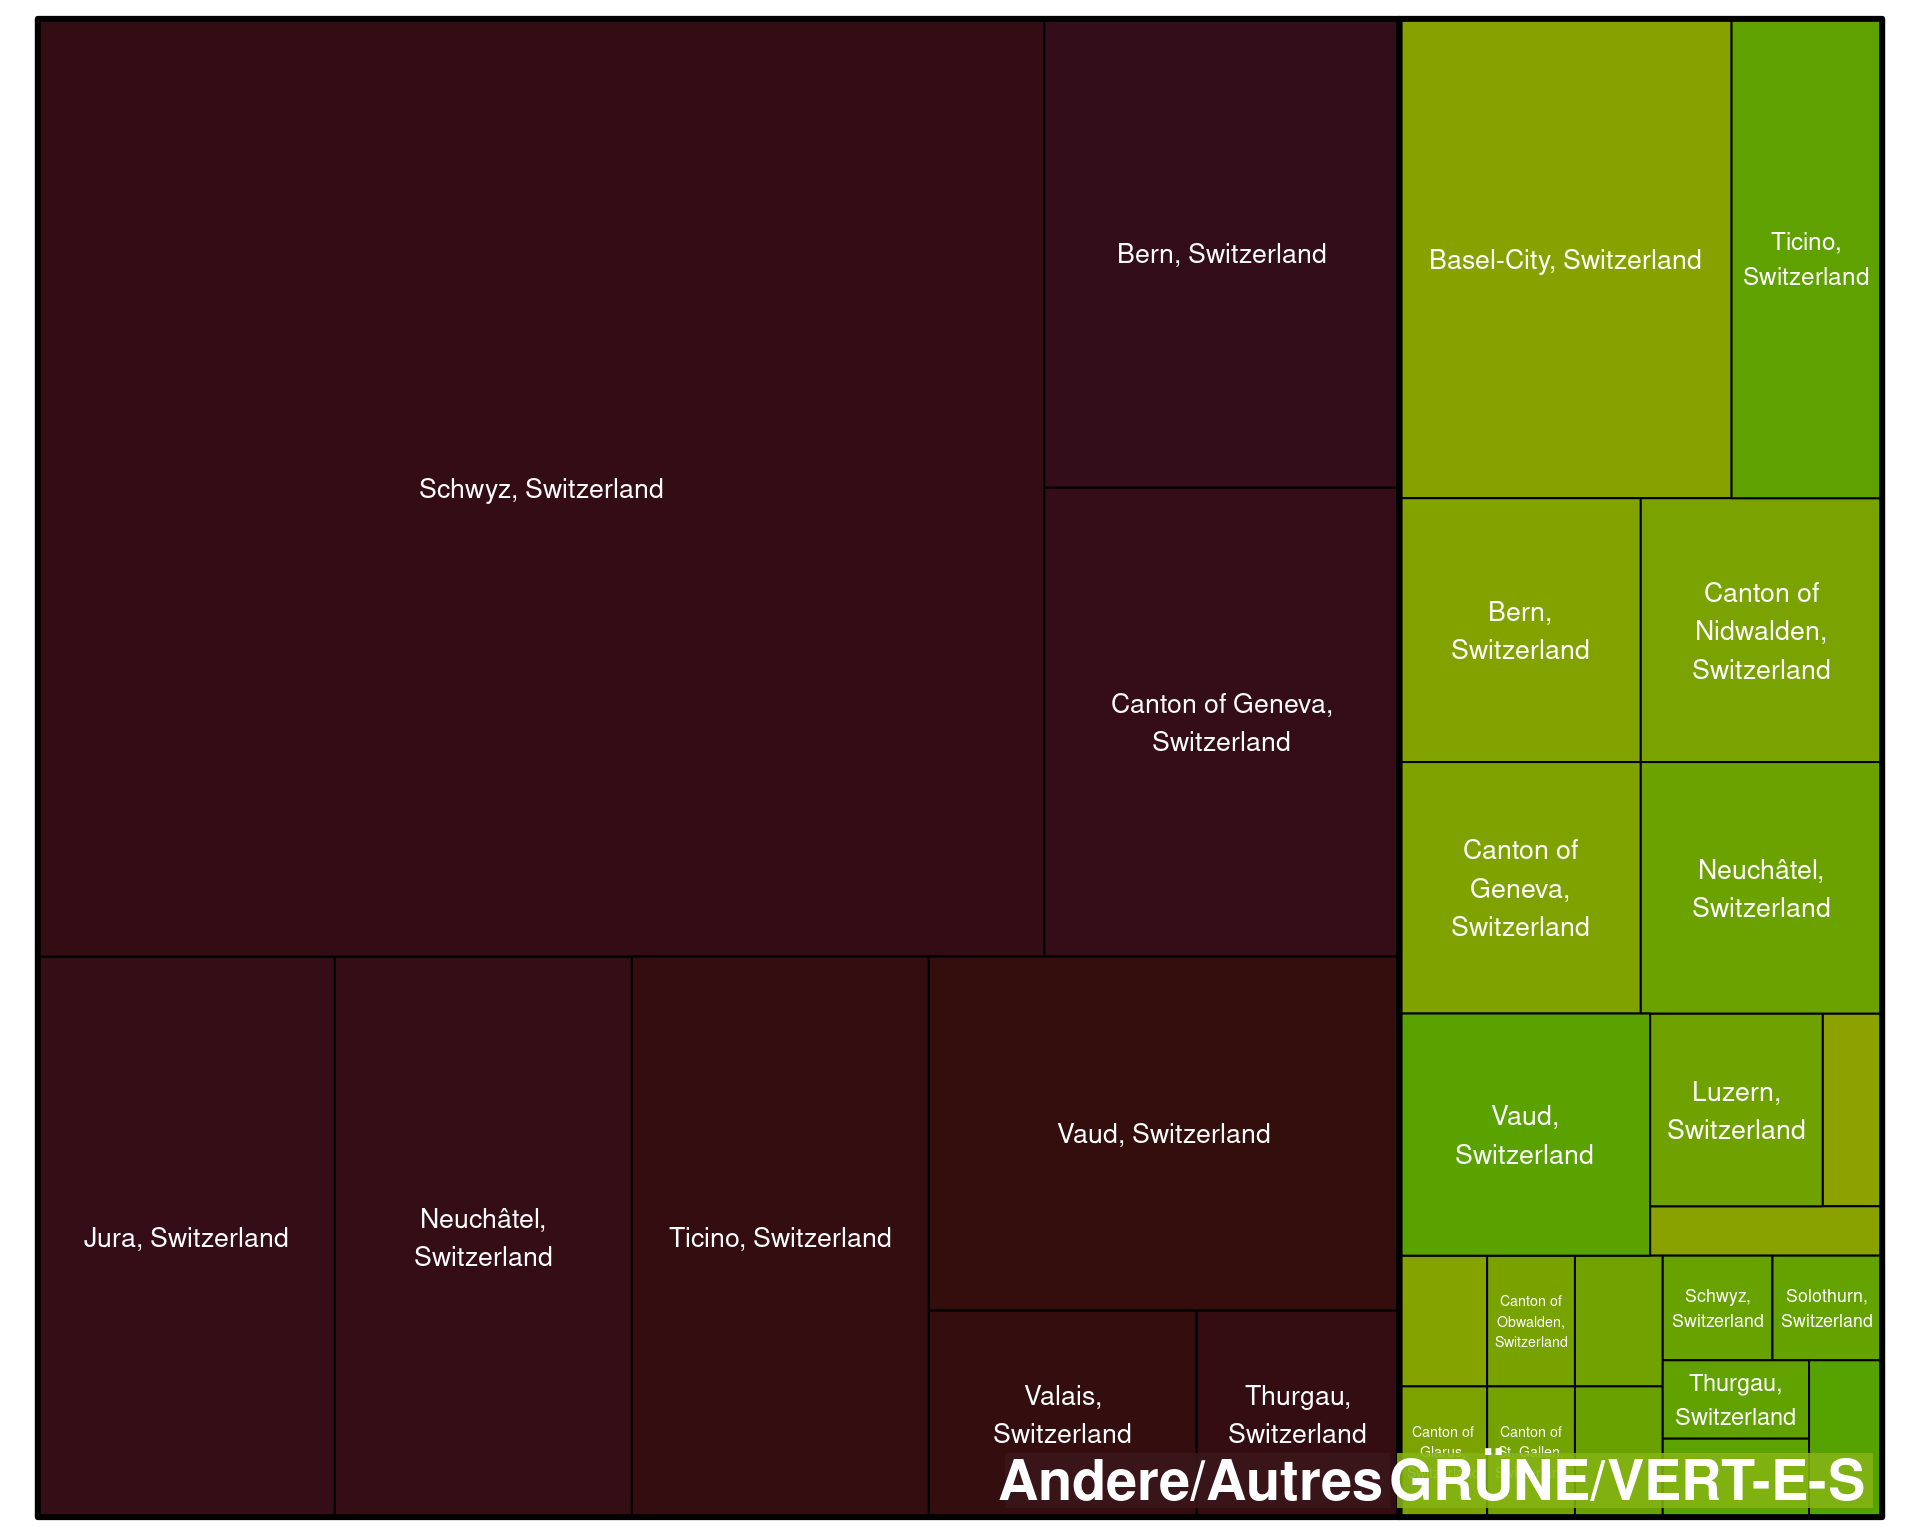 Schwyz, Switzerland
Bern, Switzerland
Canton of Geneva,
Switzerland
Jura, Switzerland
Neuchâtel,
Switzerland
Ticino, Switzerland
Vaud, Switzerland
Valais,
Switzerland
Thurgau,
Switzerland
Andere/Autres
Basel-City, Switzerland
Ticino,
Switzerland
Bern,
Switzerland
Canton of
Nidwalden,
Switzerland
Canton of
Geneva,
Switzerland
Neuchâtel,
Switzerland
Vaud,
Switzerland
Luzern,
Switzerland
Canton of
Obwalden,
Switzerland
Schwyz,
Switzerland
Solothurn,
Switzerland
Thurgau,
Switzerland
Canton of
Glarus,
Canton of
St. Gallen,
GRÜNE/VERT-E-S